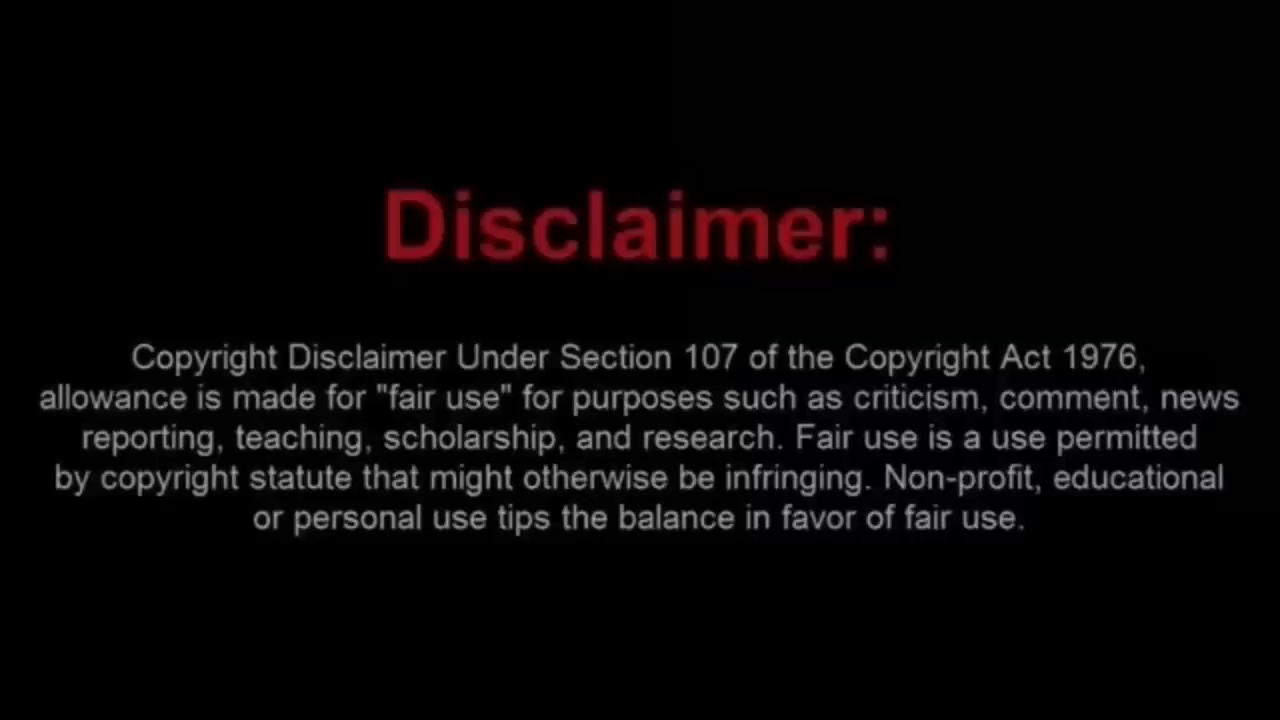 Disclaimer:
Copyright Disclaimer Under Section 107 of the Copyright Act 1976,
allowance is made for "fair use" for purposes such as criticism, comment, news
reporting, teaching, scholarship, and research. Fair use is a use permitted
by copyright statute that might otherwise be infringing. Non-profit, educational
or personal use tips the balance in favor of fair use.